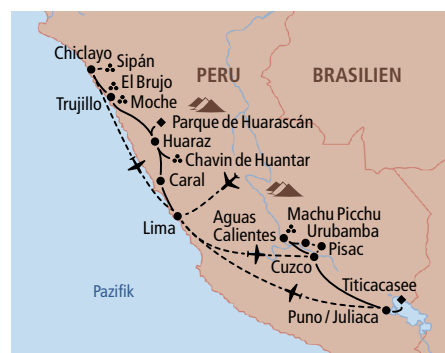 Chiclayo
Sipán
El Brujo
Trujillo
Moche
PERU
BRASILIEN
Parque de Huarascán
Huaraz
Chavin de Huantar
Caral
Lima
Aguas
Calientes
Machu Picchu
Urubamba
Pisac
Cuzco
Titicacasee
Pazifik
Puno / Juliaca